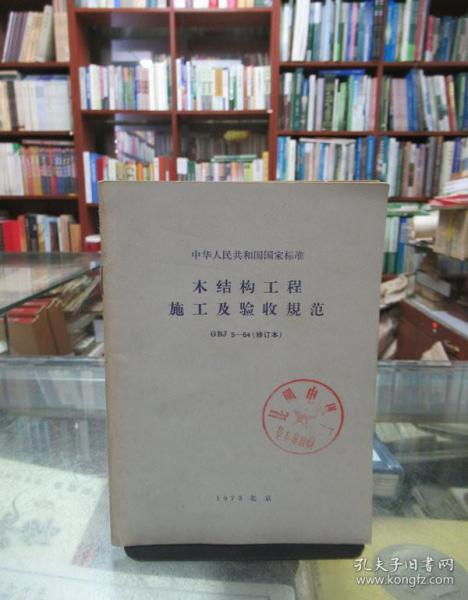 中华人民共和国国家标准
木结构工程
施工及验收規范
GBJ 5—64(修订本)
1973 北京
孔夫子旧书网
www.kongfz.com